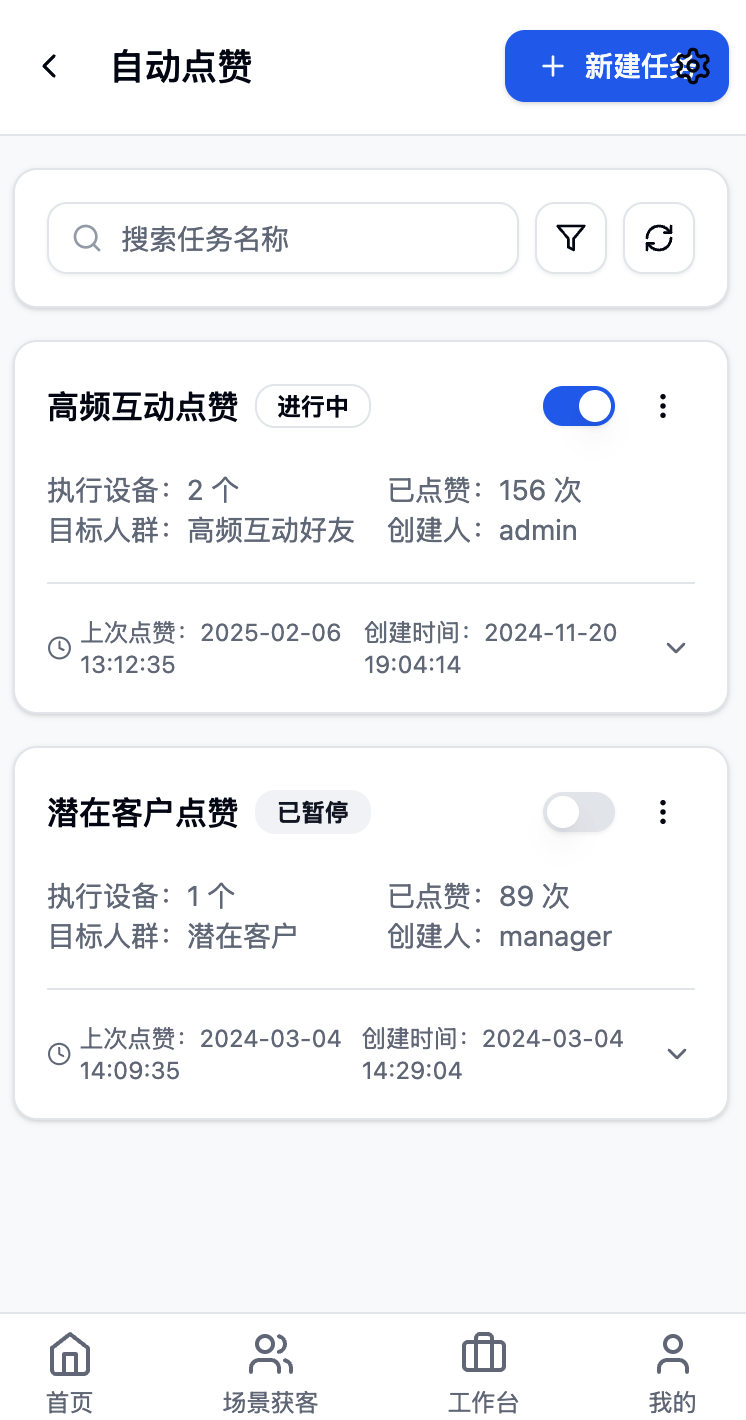 自动点赞
新建任务
搜索任务名称
高频互动点赞 进行中
执行设备：2 个 已点赞：156 次
目标人群：高频互动好友 创建人：admin
上次点赞：2025-02-06 创建时间：2024-11-20
13:12:35 19:04:14
潜在客户点赞 已暂停
执行设备：1 个 已点赞：89 次
目标人群：潜在客户 创建人：manager
上次点赞：2024-03-04 创建时间：2024-03-04
14:09:35 14:29:04
首页 场景获客 工作台 我的